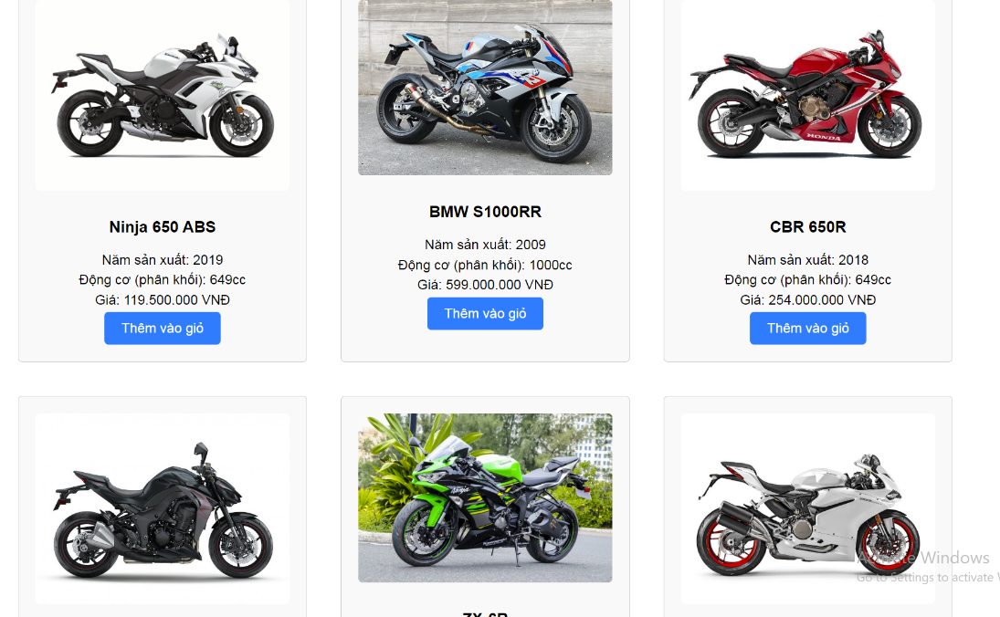 Ninja 650 ABS
Năm sản xuất: 2019
Động cơ (phân khối): 649cc
Giá: 119.500.000 VNĐ
Thêm vào giỏ
BMW S1000RR
Năm sản xuất: 2009
Động cơ (phân khối): 1000cc
Giá: 599.000.000 VNĐ
Thêm vào giỏ
HONDA
CBR 650R
Năm sản xuất: 2018
Động cơ (phân khối): 649cc
Giá: 254.000.000 VNĐ
Thêm vào giỏ
Ninja
ZX-6R
Activate Windows
Go to Settings to activate